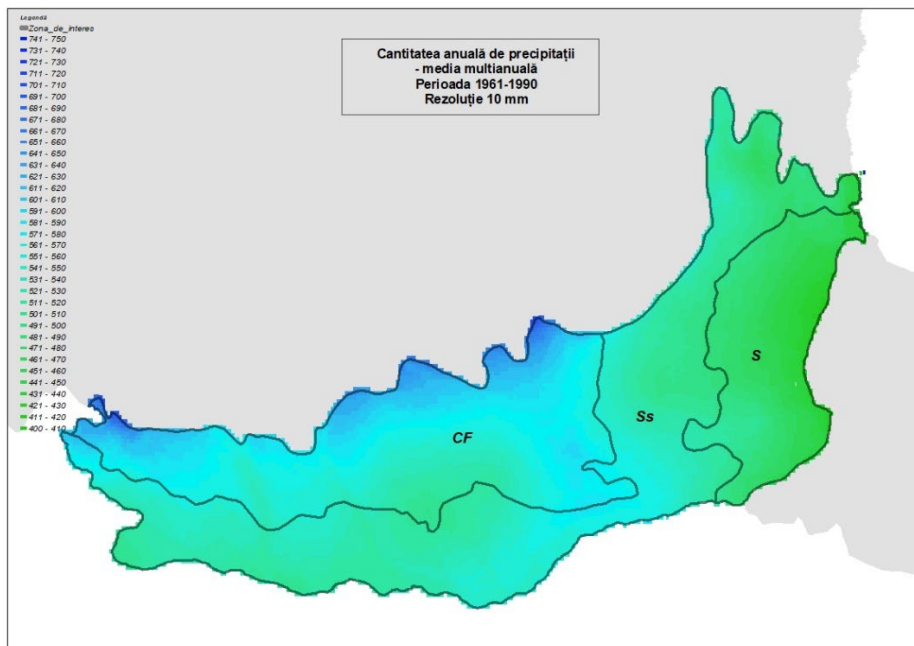 Legendă
Zona_de_interes
741 - 750
731 - 740
721 - 730
711 - 720
701 - 710
691 - 700
681 - 690
671 - 680
661 - 670
651 - 660
641 - 650
631 - 640
621 - 630
611 - 620
601 - 610
591 - 600
581 - 590
571 - 580
561 - 570
551 - 560
541 - 550
531 - 540
521 - 530
511 - 520
501 - 510
491 - 500
481 - 490
471 - 480
461 - 470
451 - 460
441 - 450
431 - 440
421 - 430
411 - 420
400 - 410
Cantitatea anuală de precipitații
- media multianuală
Perioada 1961-1990
Rezoluție 10 mm
S
Ss
CF